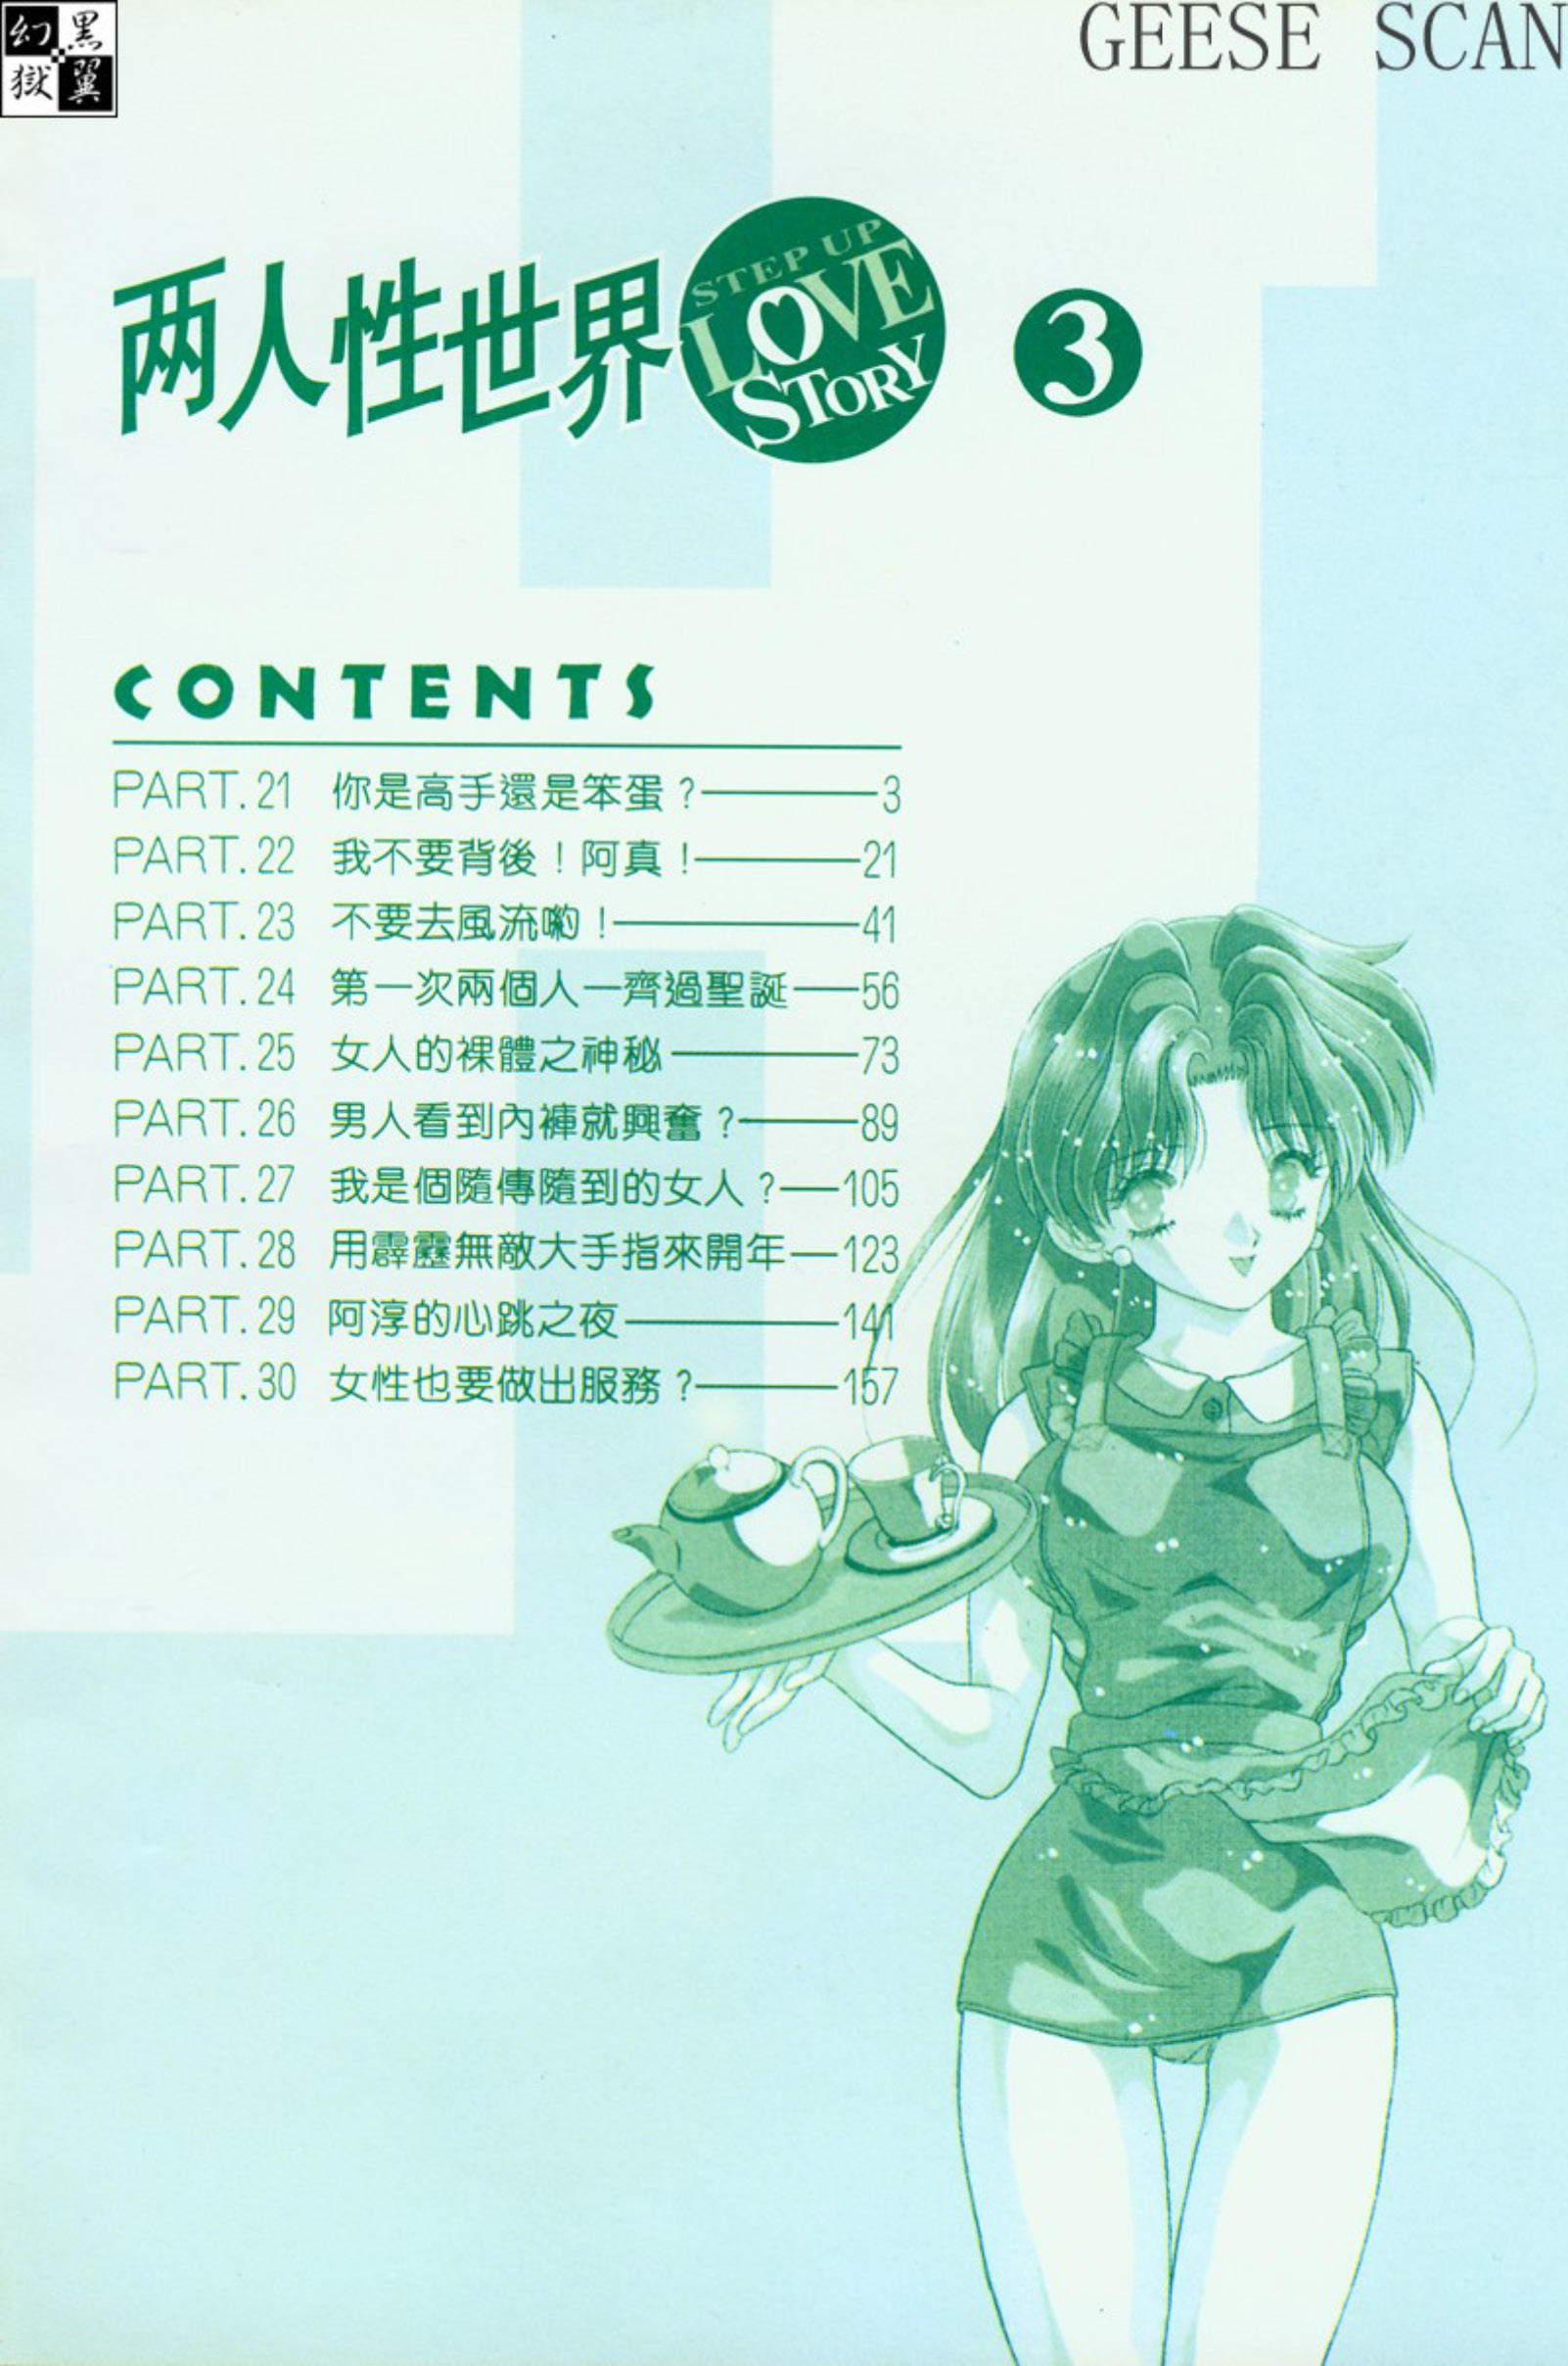 幻黑
獄翼
GEESE SCAN
两人性世界
STEP UP
LOVE
STORY
3
CONTENTS
PART.21 你是高手還是笨蛋？——3
PART.22 我不要背後！阿真！——21
PART.23 不要去風流喲！——41
PART.24 第一次兩個人一齊過聖誕——56
PART.25 女人的裸體之神秘——73
PART.26 男人看到內褲就興奮？——89
PART.27 我是個隨傳隨到的女人？——105
PART.28 用霹靂無敵大手指來開年——123
PART.29 阿淳的心跳之夜——141
PART.30 女性也要做出服務？——157